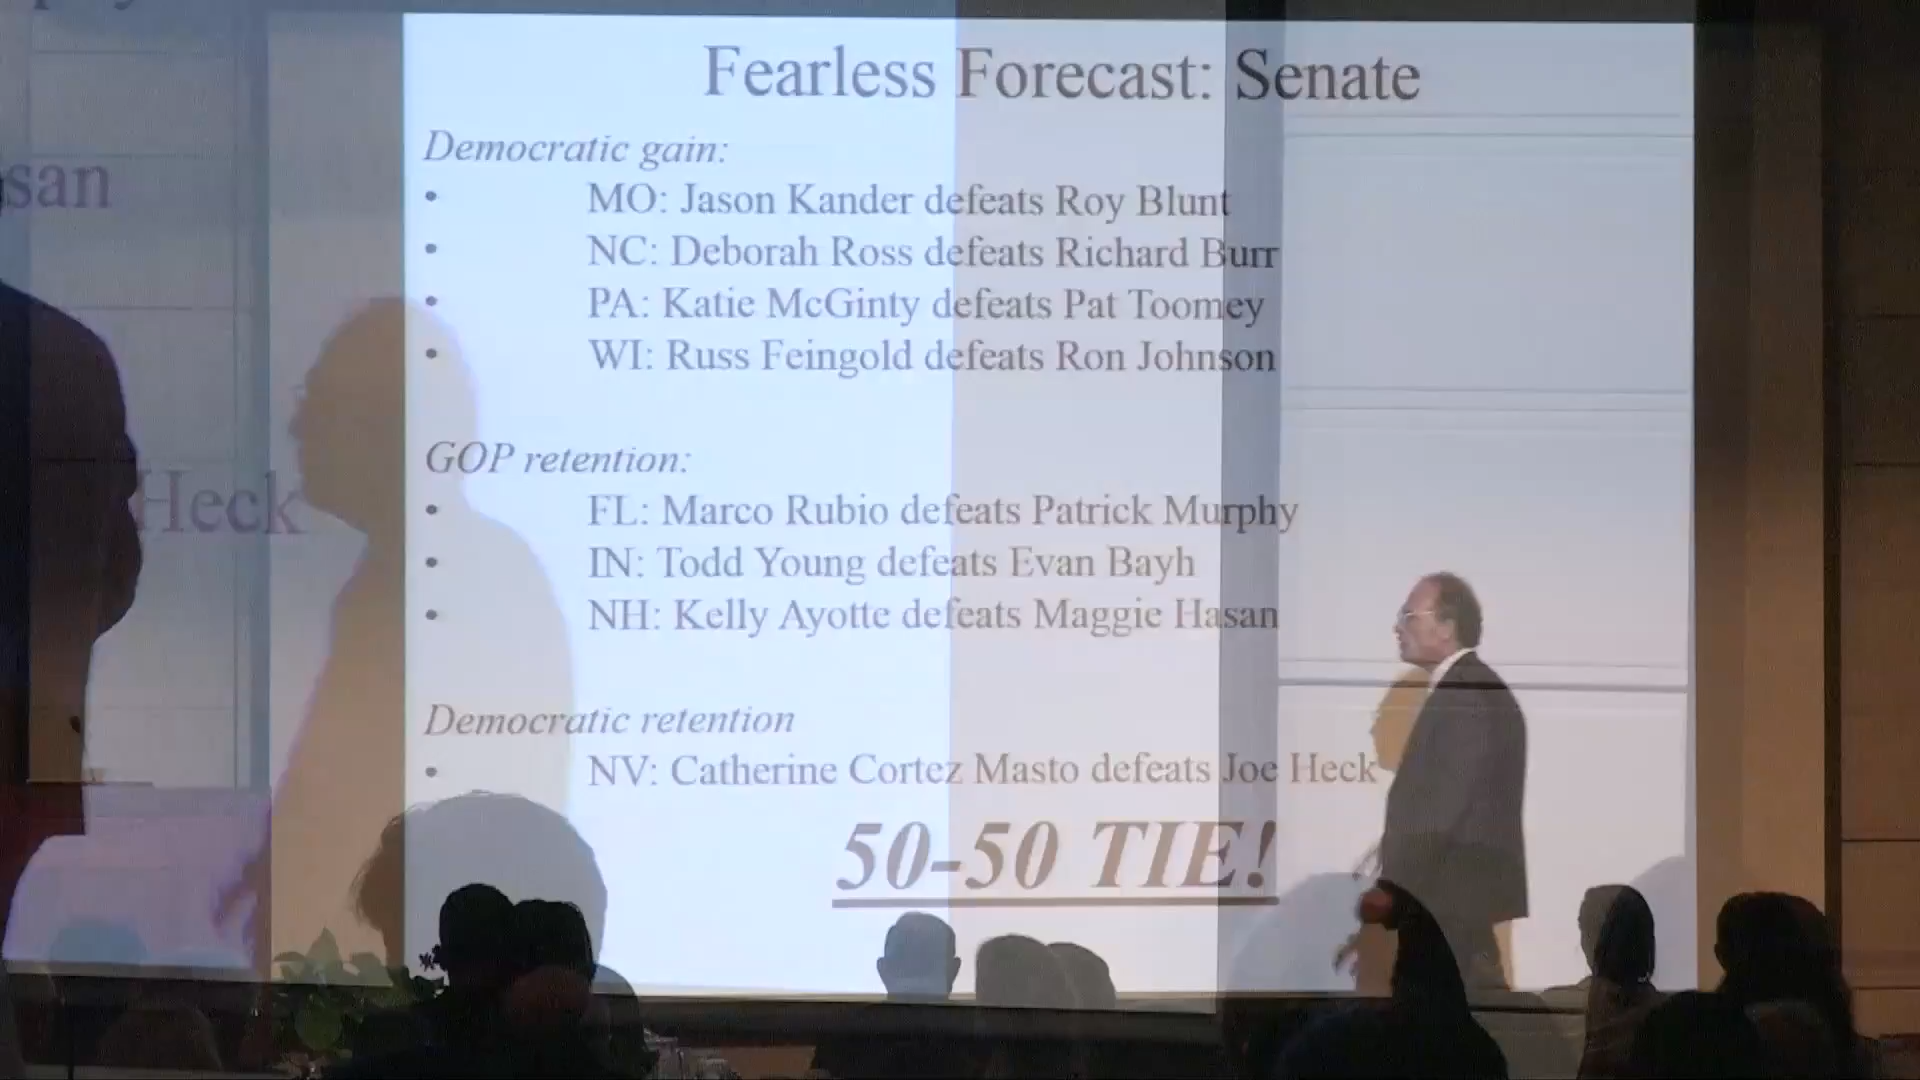 Fearless Forecast: Senate
Democratic gain:
• MO: Jason Kander defeats Roy Blunt
• NC: Deborah Ross defeats Richard Burr
• PA: Katie McGinty defeats Pat Toomey
• WI: Russ Feingold defeats Ron Johnson
GOP retention:
• FL: Marco Rubio defeats Patrick Murphy
• IN: Todd Young defeats Evan Bayh
• NH: Kelly Ayotte defeats Maggie Hasan
Democratic retention
• NV: Catherine Cortez Masto defeats Joe Heck
50-50 TIE!
san
Heck